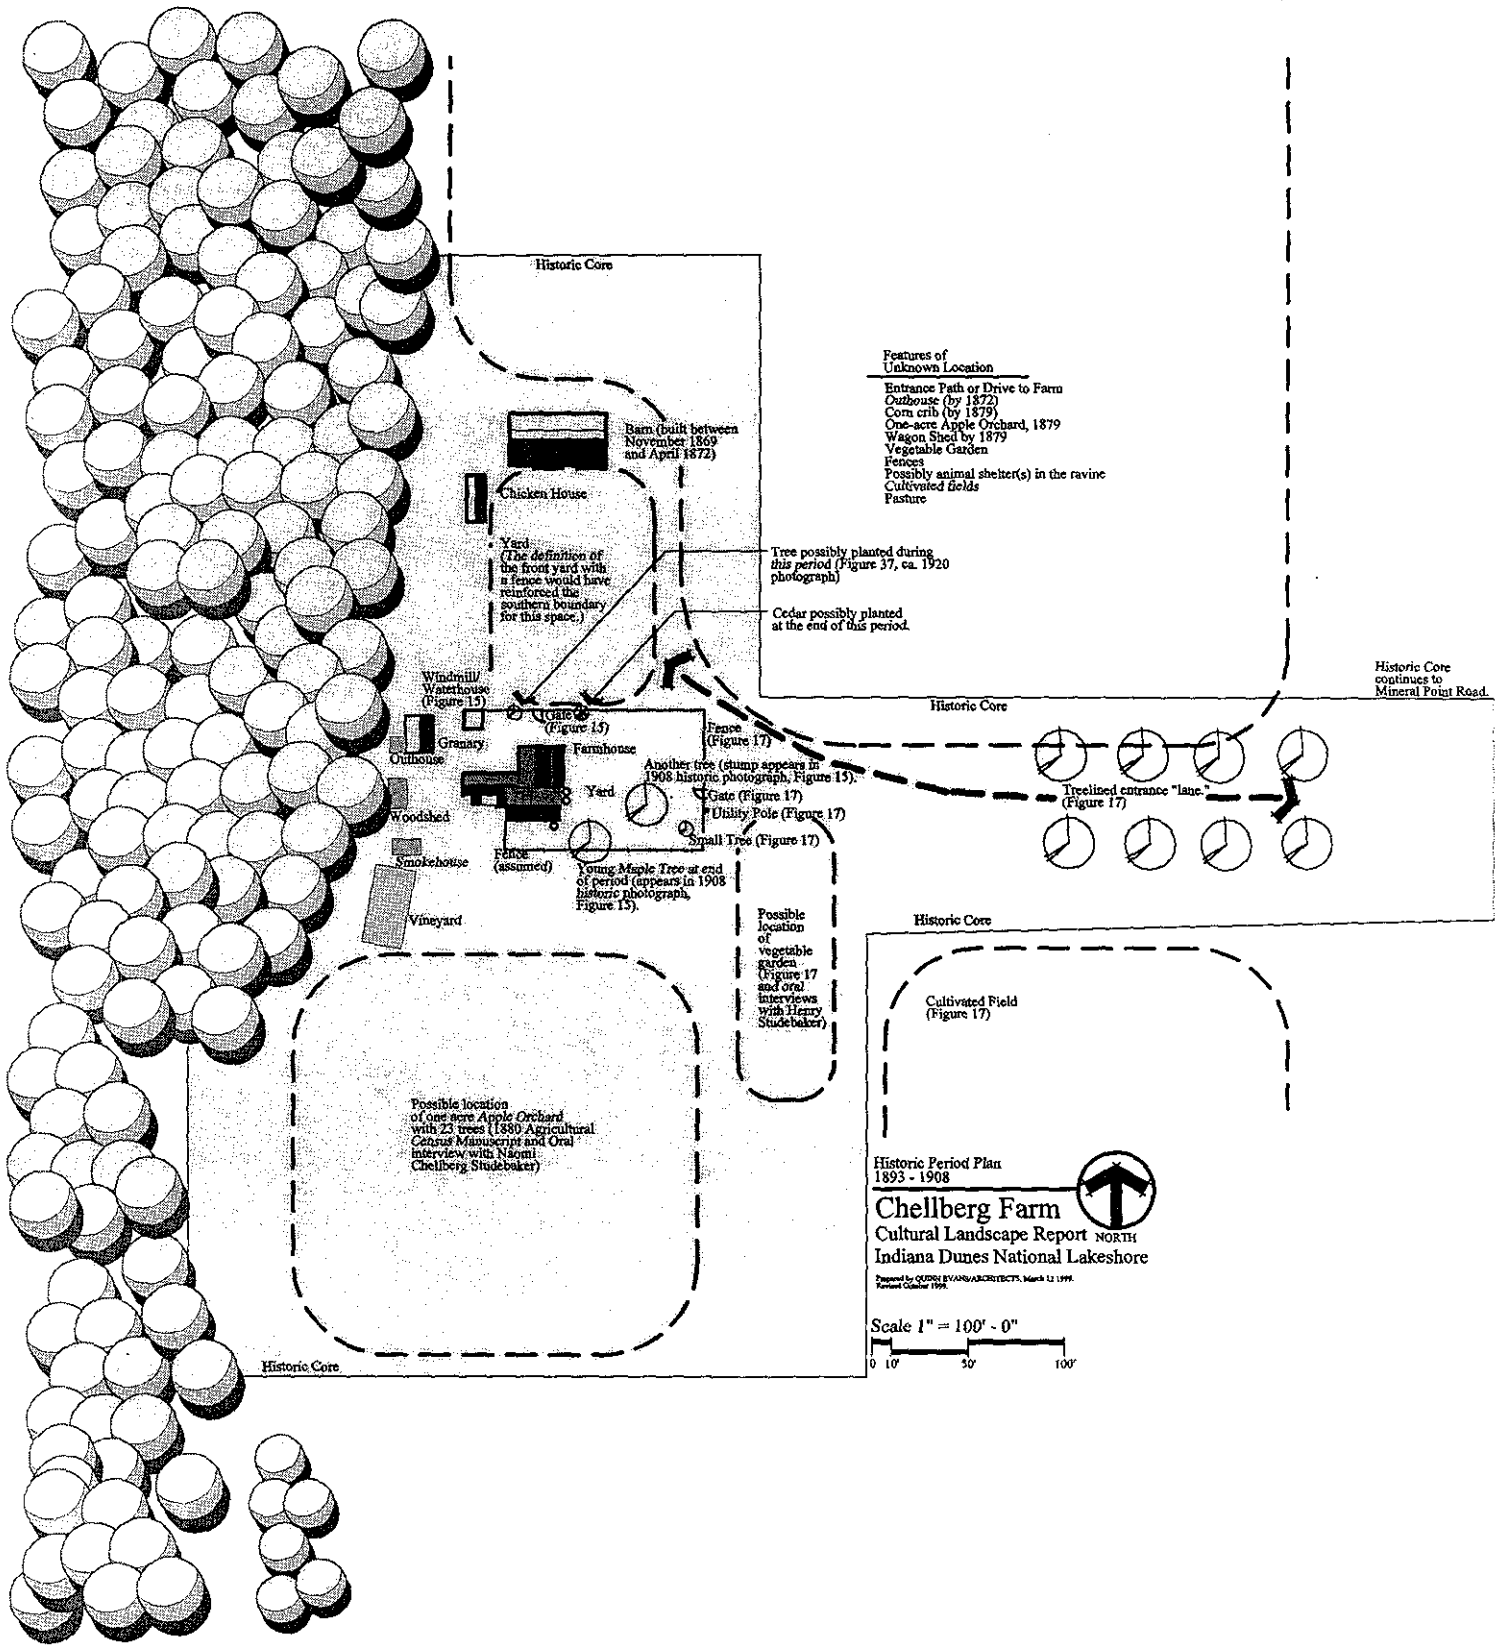 Historic Core
Features of
Unknown Location
Entrance Path or Drive to Farm
Outhouse (by 1872)
Corn crib (by 1879)
One-acre Apple Orchard, 1879
Wagon Shed by 1879
Vegetable Garden
Fences
Possibly animal shelter(s) in the ravine
Cultivated fields
Pasture
Barn (built between
November 1869
and April 1872)
Chicken House
Yard
(The definition of
the front yard with
a fence would have
reinforced the
southern boundary
for this space.)
Tree possibly planted during
this period (Figure 37, ca. 1920
photograph)
Cedar possibly planted
at the end of this period.
Historic Core
continues to
Mineral Point Road.
Windmill/
Waterhouse
(Figure 15)
Historic Core
Gate
(Figure 15)
Fence
(Figure 17)
Granary
Farmhouse
Outhouse
Another tree (stump appears in
1908 historic photograph, Figure 15).
Yard
Treelined entrance "lane."
(Figure 17)
Gate (Figure 17)
Utility Pole (Figure 17)
Woodshed
Small Tree (Figure 17)
Smokehouse
Fence
(assumed)
Young Maple Tree at end
of period (appears in 1908
historic photograph,
Figure 15).
Vineyard
Possible
location
of
vegetable
garden
(Figure 17
and oral
interviews
with Henry
Studebaker)
Historic Core
Cultivated Field
(Figure 17)
Possible location
of one acre Apple Orchard
with 23 trees (1880 Agricultural
Census Manuscript and Oral
interview with Naomi
Chellberg Studebaker)
Historic Period Plan
1893 - 1908
Chellberg Farm
Cultural Landscape Report
NORTH
Indiana Dunes National Lakeshore
Prepared by QUINN EVANS/ARCHITECTS, March 12 1999.
Revised October 1999.
Scale 1" = 100' - 0"
0 10' 50' 100'
Historic Core